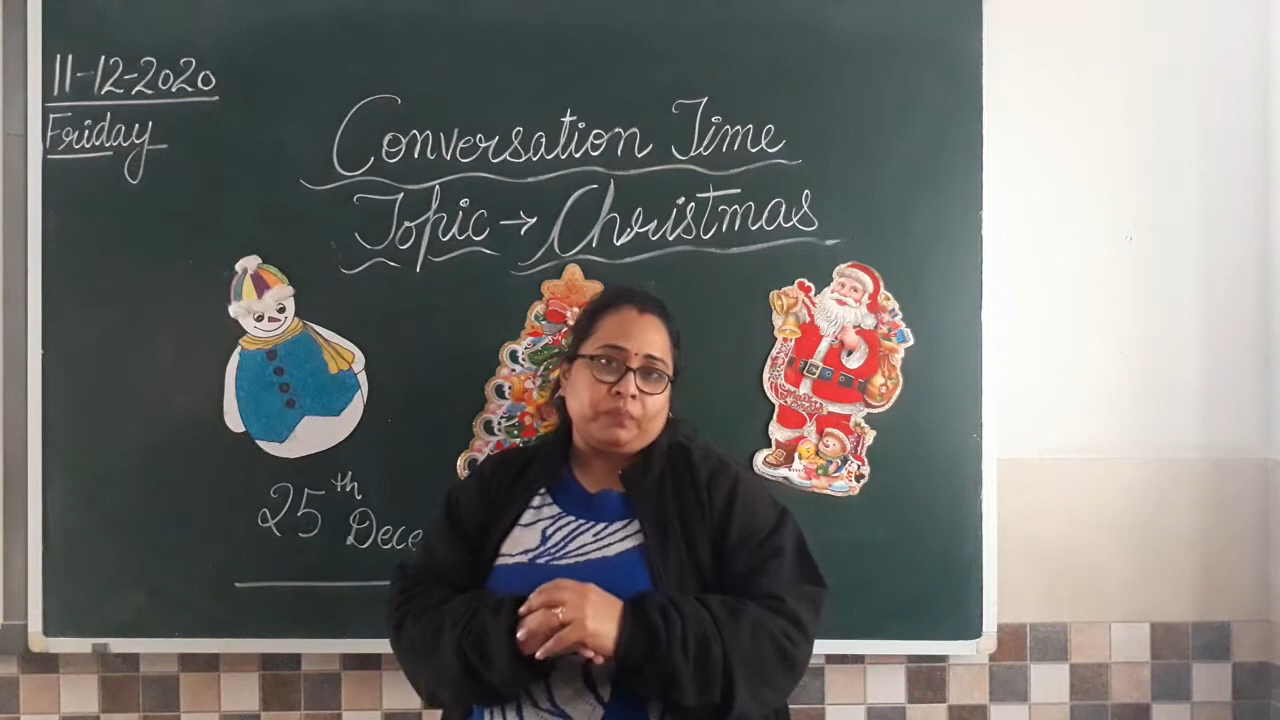 11-12-2020
Friday
Conversation Time
Topic → Christmas
25th Dece